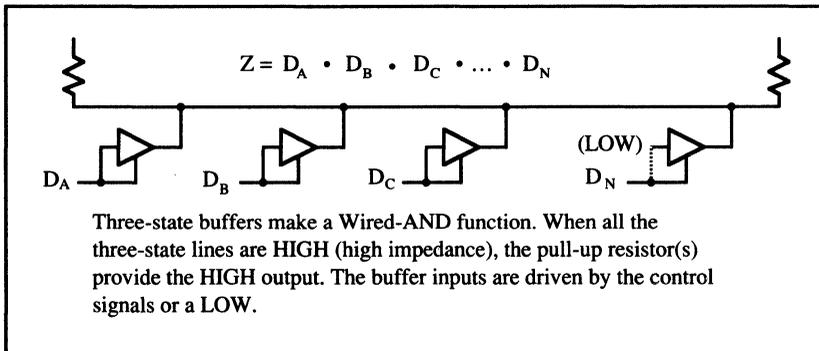 Z = D_A • D_B • D_C • ... • D_N
(LOW)
D_A D_B D_C D_N
Three-state buffers make a Wired-AND function. When all the
three-state lines are HIGH (high impedance), the pull-up resistor(s)
provide the HIGH output. The buffer inputs are driven by the control
signals or a LOW.